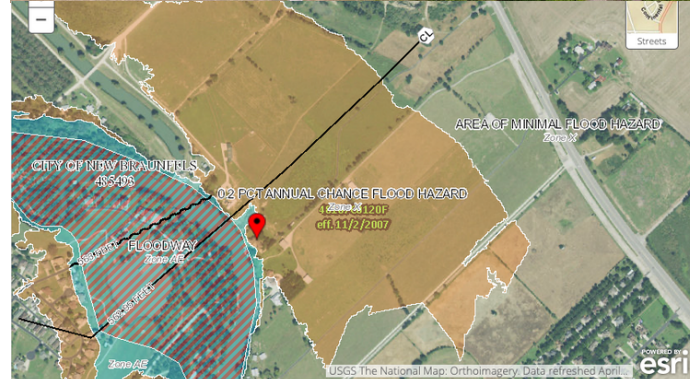 Streets
CL
AREA OF MINIMAL FLOOD HAZARD
Zone X
CITY OF NEW BRAUNFELS
485493
0.2 PCT ANNUAL CHANCE FLOOD HAZARD
Zone X
eff. 11/2/2007
FLOODWAY
Zone AE
FEET
FEET
Zone AE
POWERED BY
esri
USGS The National Map: Orthoimagery. Data refreshed April...